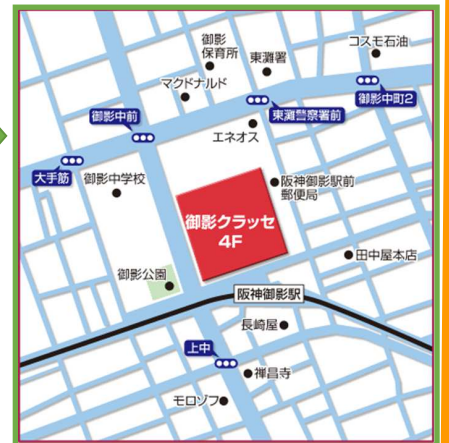 御影
保育所
東灘署
コスモ石油
マクドナルド
御影中町2
御影中前
東灘警察署前
エネオス
大手筋
御影中学校
阪神御影駅前
郵便局
御影クラッセ
4F
田中屋本店
御影公園
阪神御影駅
長崎屋
上中
禅昌寺
モロゾフ